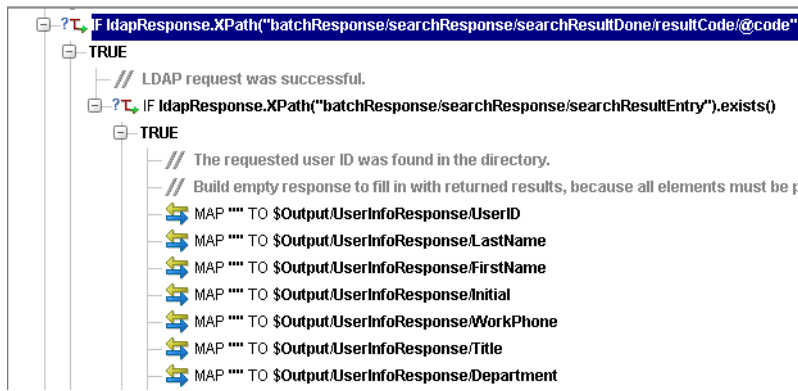 IF ldapResponse.XPath("batchResponse/searchResponse/searchResultDone/resultCode/@code"
TRUE
// LDAP request was successful.
IF ldapResponse.XPath("batchResponse/searchResponse/searchResultEntry").exists()
TRUE
// The requested user ID was found in the directory.
// Build empty response to fill in with returned results, because all elements must be
MAP "" TO $Output/UserInfoResponse/UserID
MAP "" TO $Output/UserInfoResponse/LastName
MAP "" TO $Output/UserInfoResponse/FirstName
MAP "" TO $Output/UserInfoResponse/Initial
MAP "" TO $Output/UserInfoResponse/WorkPhone
MAP "" TO $Output/UserInfoResponse/Title
MAP "" TO $Output/UserInfoResponse/Department